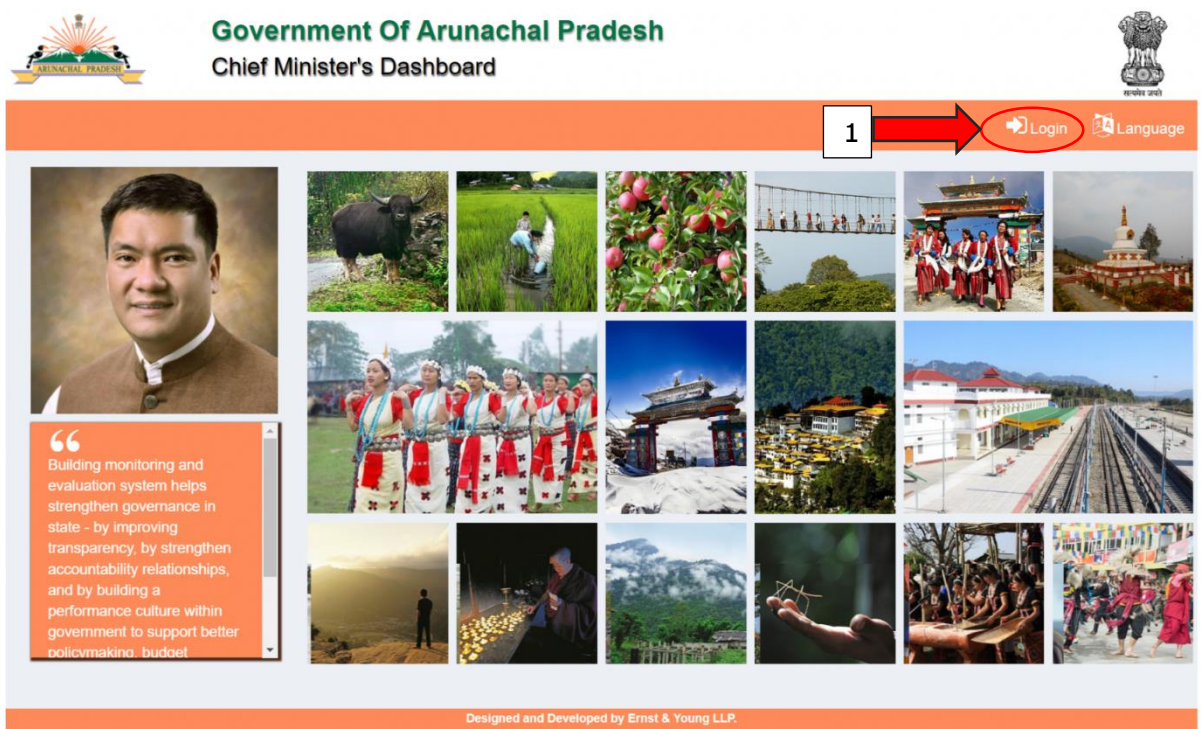 Government Of Arunachal Pradesh
Chief Minister's Dashboard
ARUNACHAL PRADESH
सत्यमेव जयते
1
Login
Language
Building monitoring and
evaluation system helps
strengthen governance in
state - by improving
transparency, by strengthen
accountability relationships,
and by building a
performance culture within
government to support better
policymaking, budget
Designed and Developed by Ernst & Young LLP.